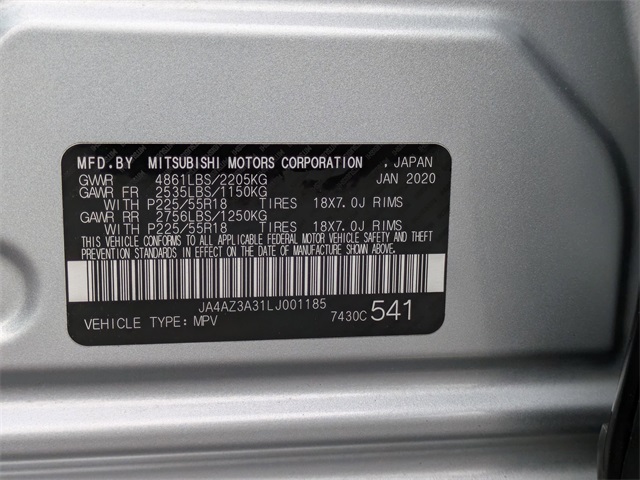 MFD.BY MITSUBISHI MOTORS CORPORATION , JAPAN
GWWR 4861LBS/2205KG JAN 2020
GAWR FR 2535LBS/1150KG
WITH P225/55R18 TIRES 18X7.0J RIMS
GAWR RR 2756LBS/1250KG
WITH P225/55R18 TIRES 18X7.0J RIMS
THIS VEHICLE CONFORMS TO ALL APPLICABLE FEDERAL MOTOR VEHICLE SAFETY AND THEFT
PREVENTION STANDARDS IN EFFECT ON THE DATE OF MANUFACTURE SHOWN ABOVE.
JA4AZ3A31LJ001185
VEHICLE TYPE: MPV 7430C 541